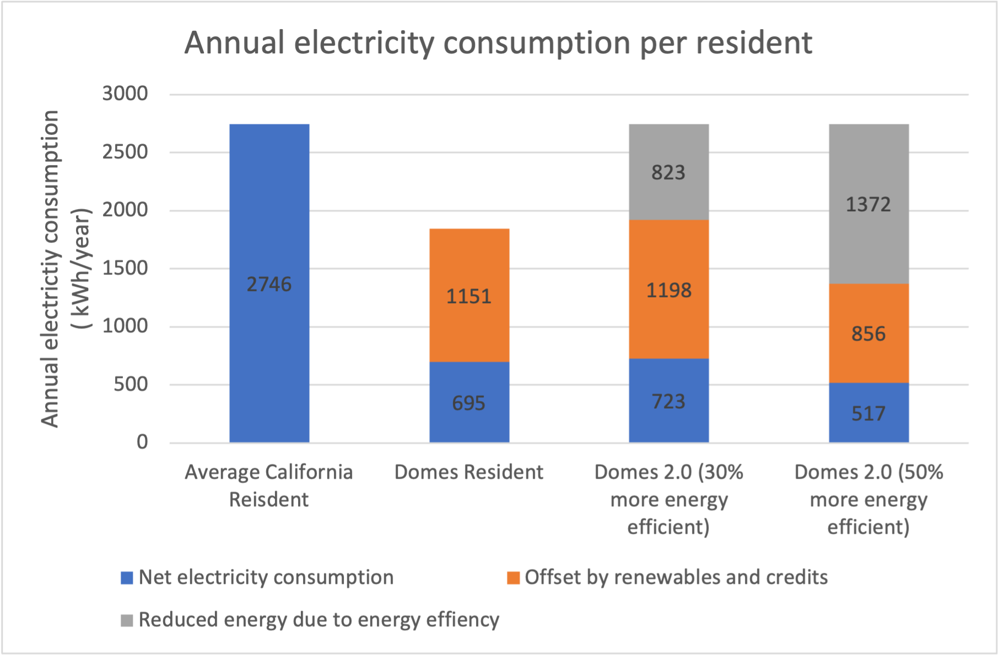 Annual electricity consumption per resident
Annual electrictiy consumption
( kWh/year)
3000
2500
2000
1500
1000
500
0
2746
1151
695
823
1198
723
1372
856
517
Average California
Reisdent
Domes Resident
Domes 2.0 (30%
more energy
efficient)
Domes 2.0 (50%
more energy
efficient)
Net electricity consumption
Offset by renewables and credits
Reduced energy due to energy effiency